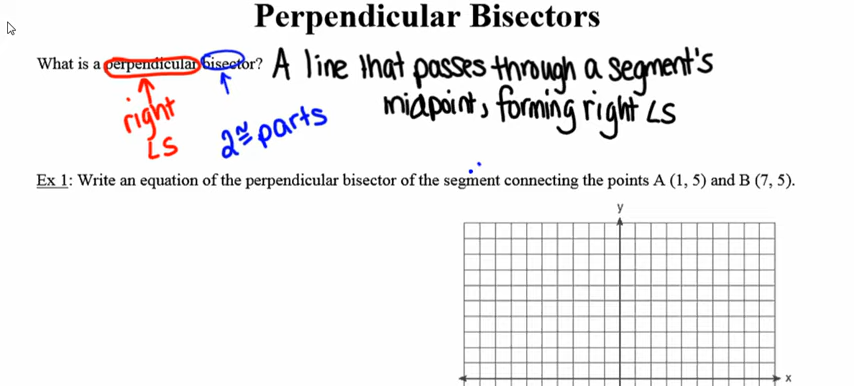 Perpendicular Bisectors
What is a perpendicular bisector? A line that passes through a segment's
midpoint, forming right ∠S
right
∠S
2 ≅ parts
Ex 1: Write an equation of the perpendicular bisector of the segment connecting the points A (1, 5) and B (7, 5).
y
x